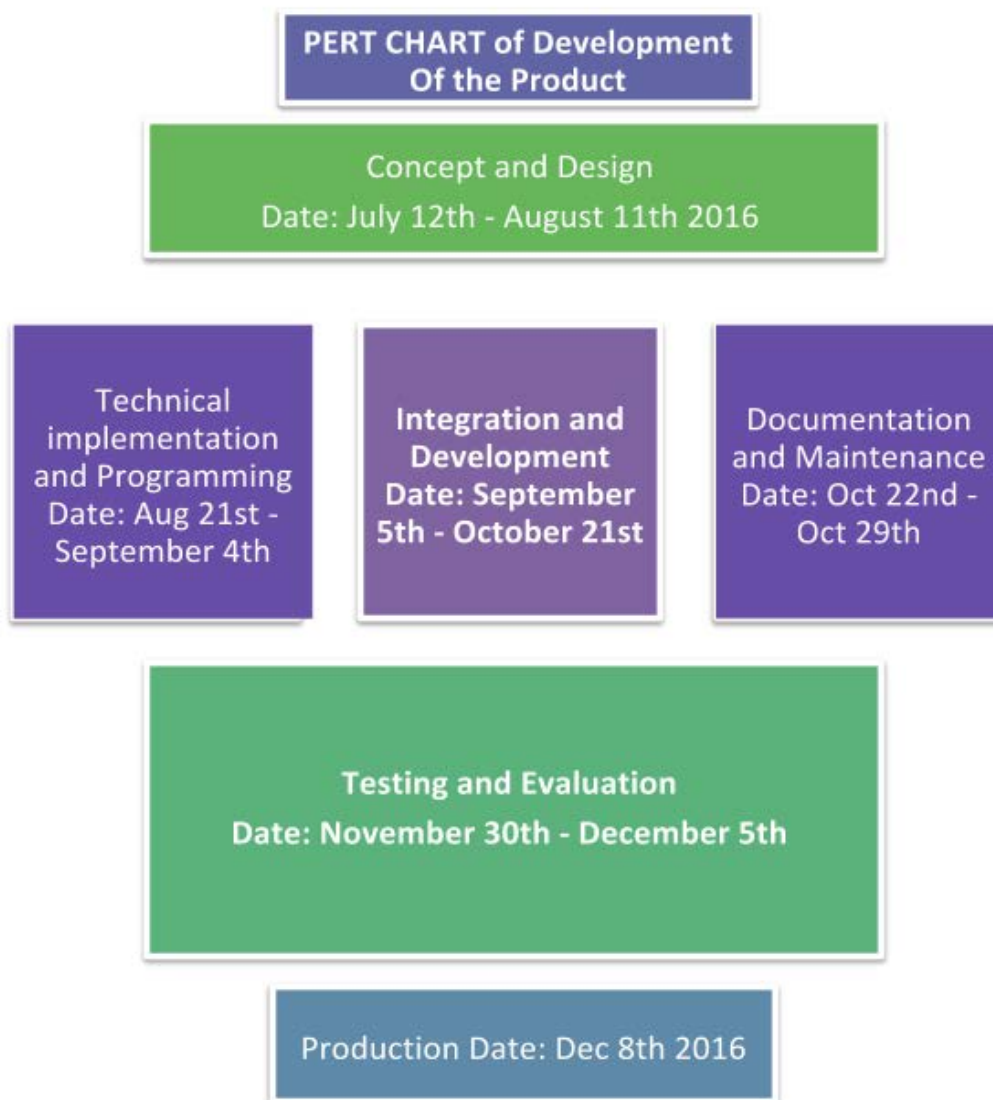 PERT CHART of Development
Of the Product
Concept and Design
Date: July 12th - August 11th 2016
Technical
implementation
and Programming
Date: Aug 21st -
September 4th
Integration and
Development
Date: September
5th - October 21st
Documentation
and Maintenance
Date: Oct 22nd -
Oct 29th
Testing and Evaluation
Date: November 30th - December 5th
Production Date: Dec 8th 2016